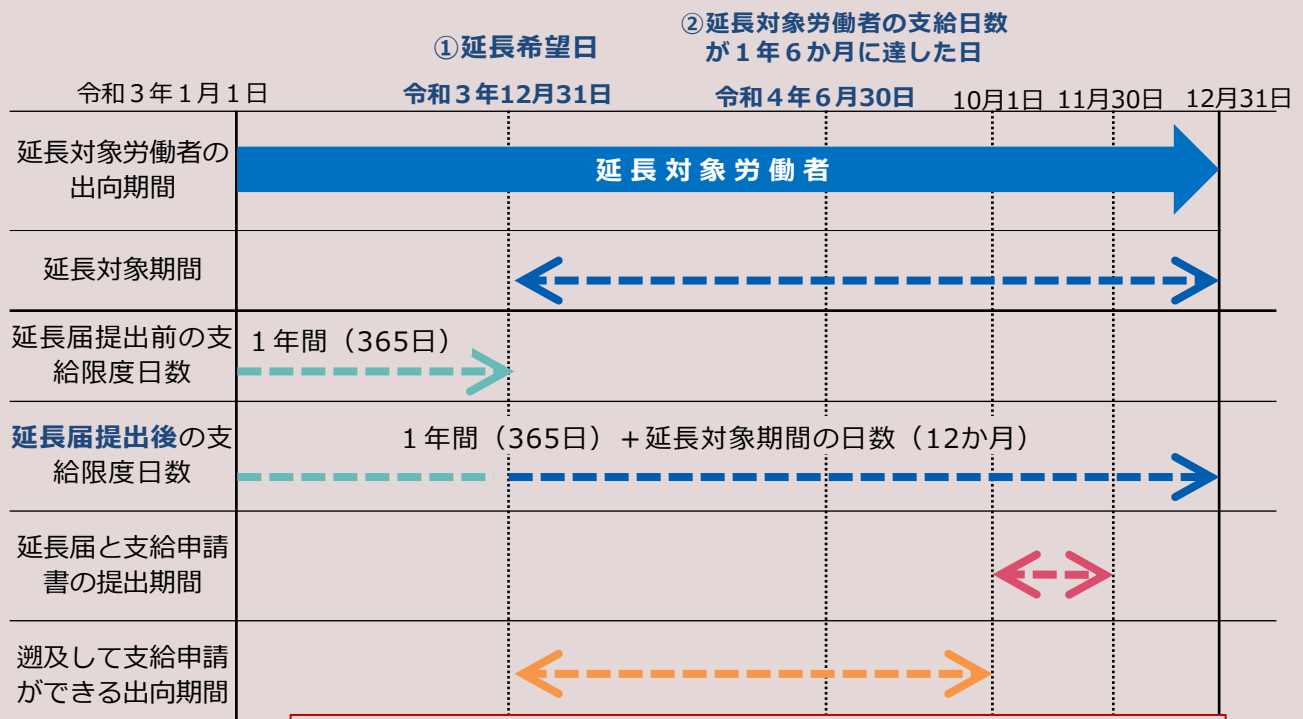 ①延長希望日
②延長対象労働者の支給日数
が１年６か月に達した日
令和３年１月１日
令和３年12月31日
令和４年６月30日
10月1日
11月30日
12月31日
延長対象労働者の
出向期間
延長対象労働者
延長対象期間
延長届提出前の支
給限度日数
１年間（365日）
延長届提出後の支
給限度日数
１年間（365日）＋延長対象期間の日数（12か月）
延長届と支給申請
書の提出期間
遡及して支給申請
ができる出向期間